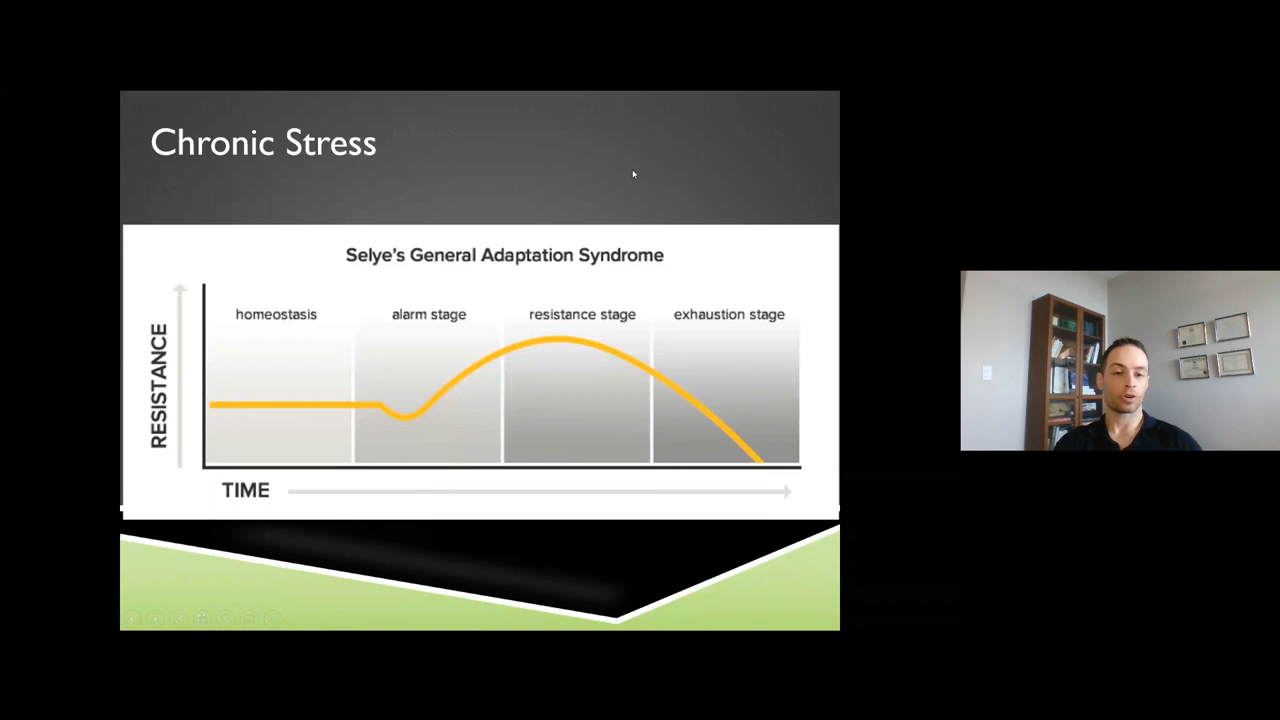 Chronic Stress
Selye's General Adaptation Syndrome
homeostasis
alarm stage
resistance stage
exhaustion stage
RESISTANCE
TIME